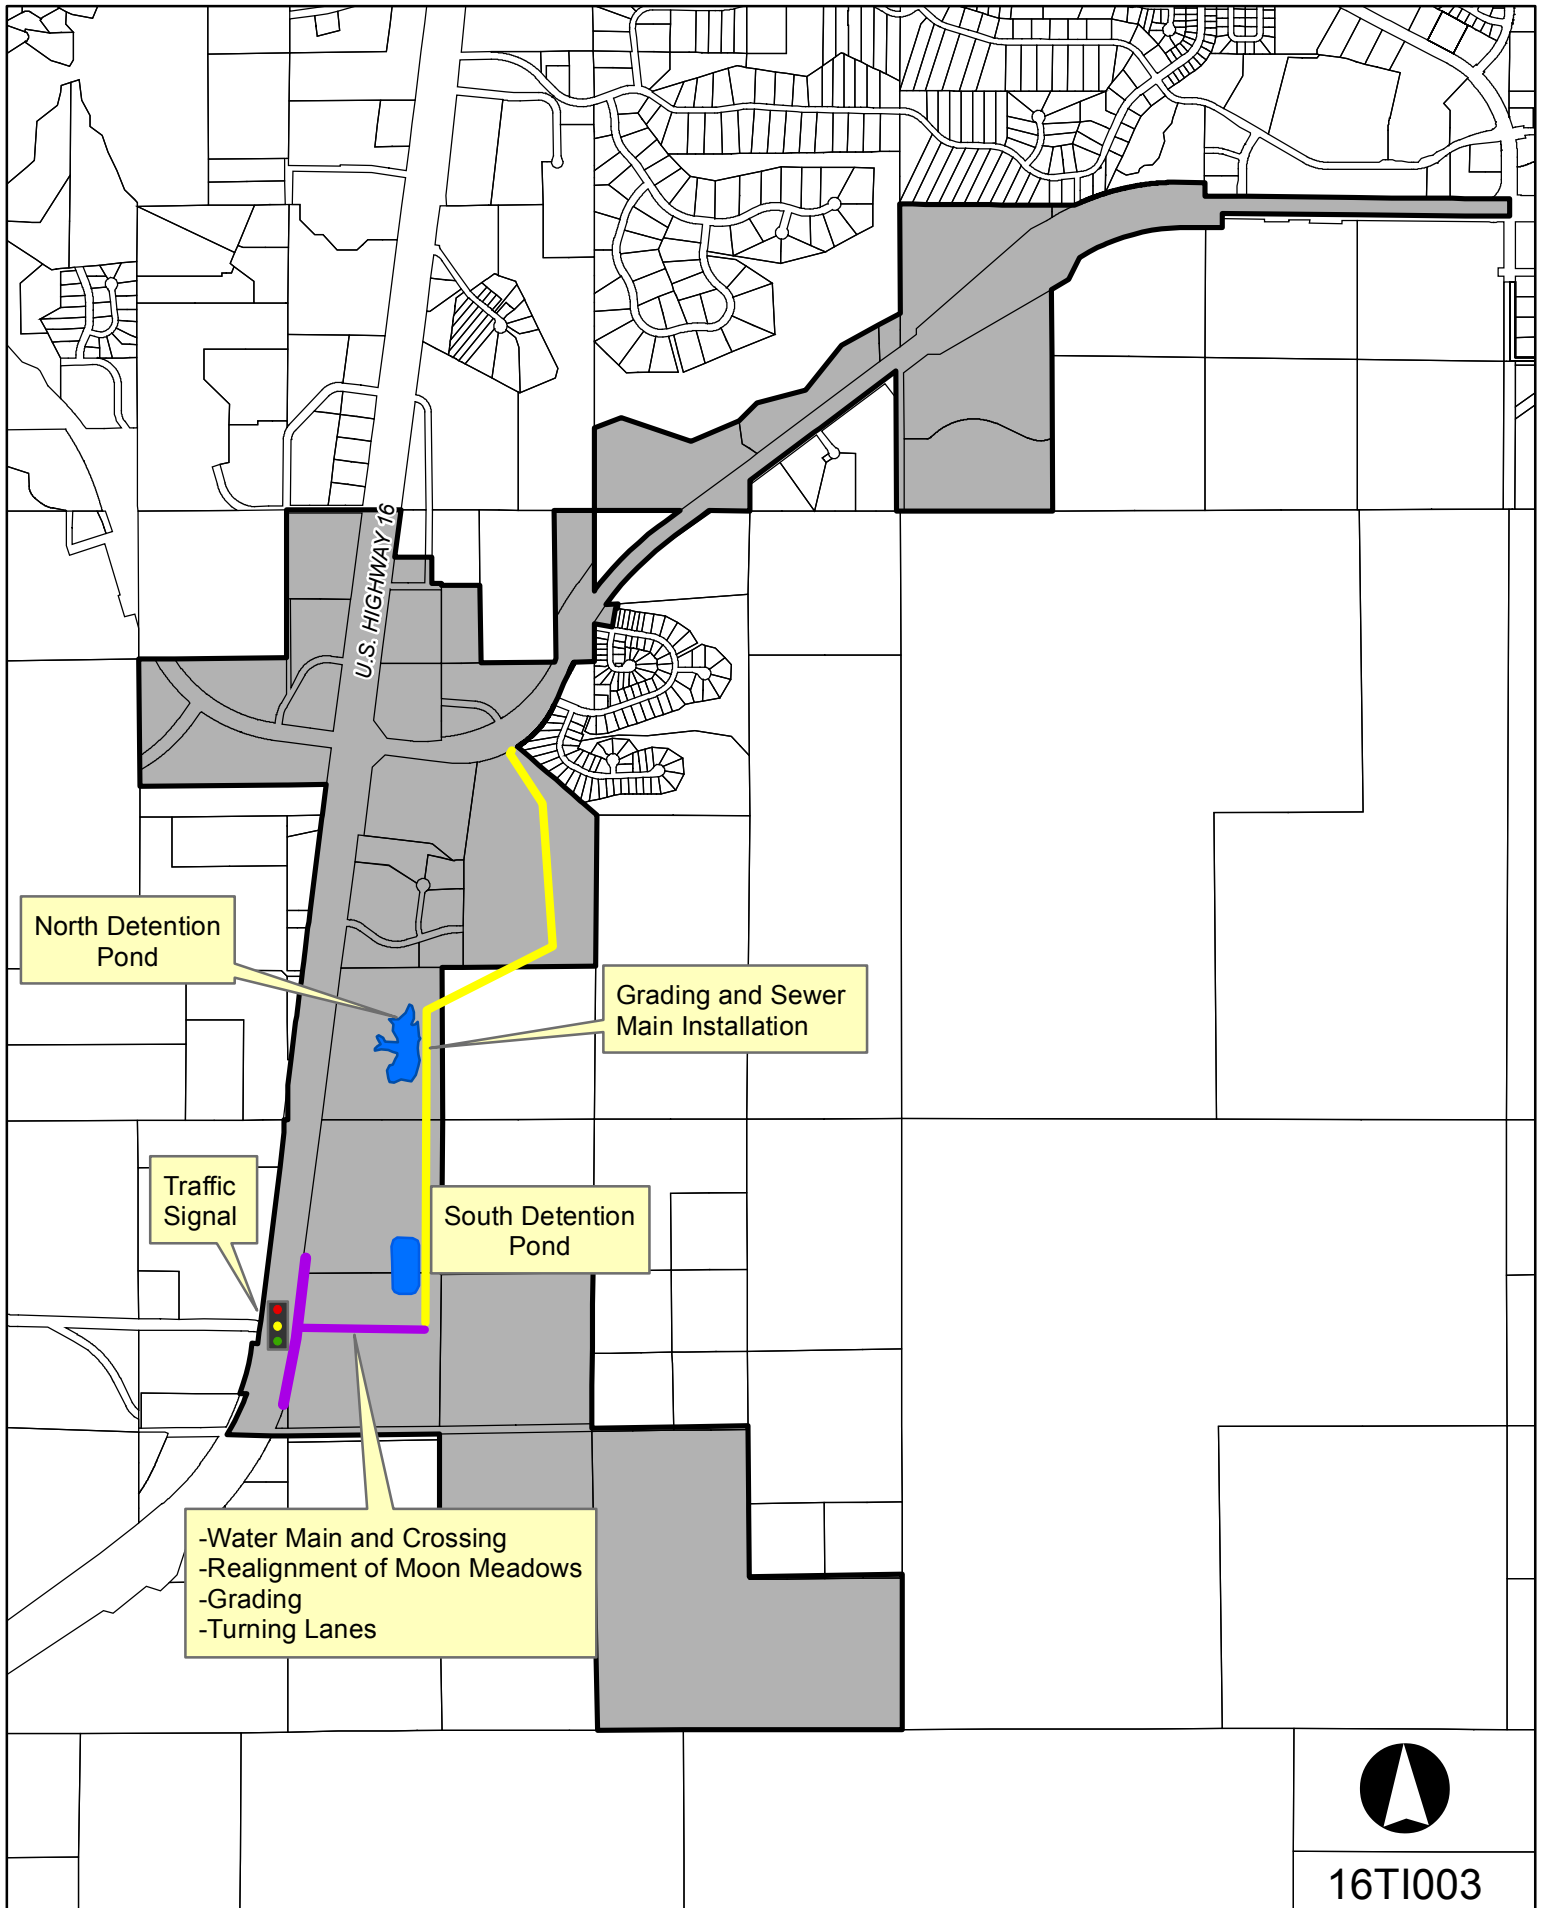 U.S. HIGHWAY 16
North Detention
Pond
Grading and Sewer
Main Installation
Traffic
Signal
South Detention
Pond
-Water Main and Crossing
-Realignment of Moon Meadows
-Grading
-Turning Lanes
16TI003